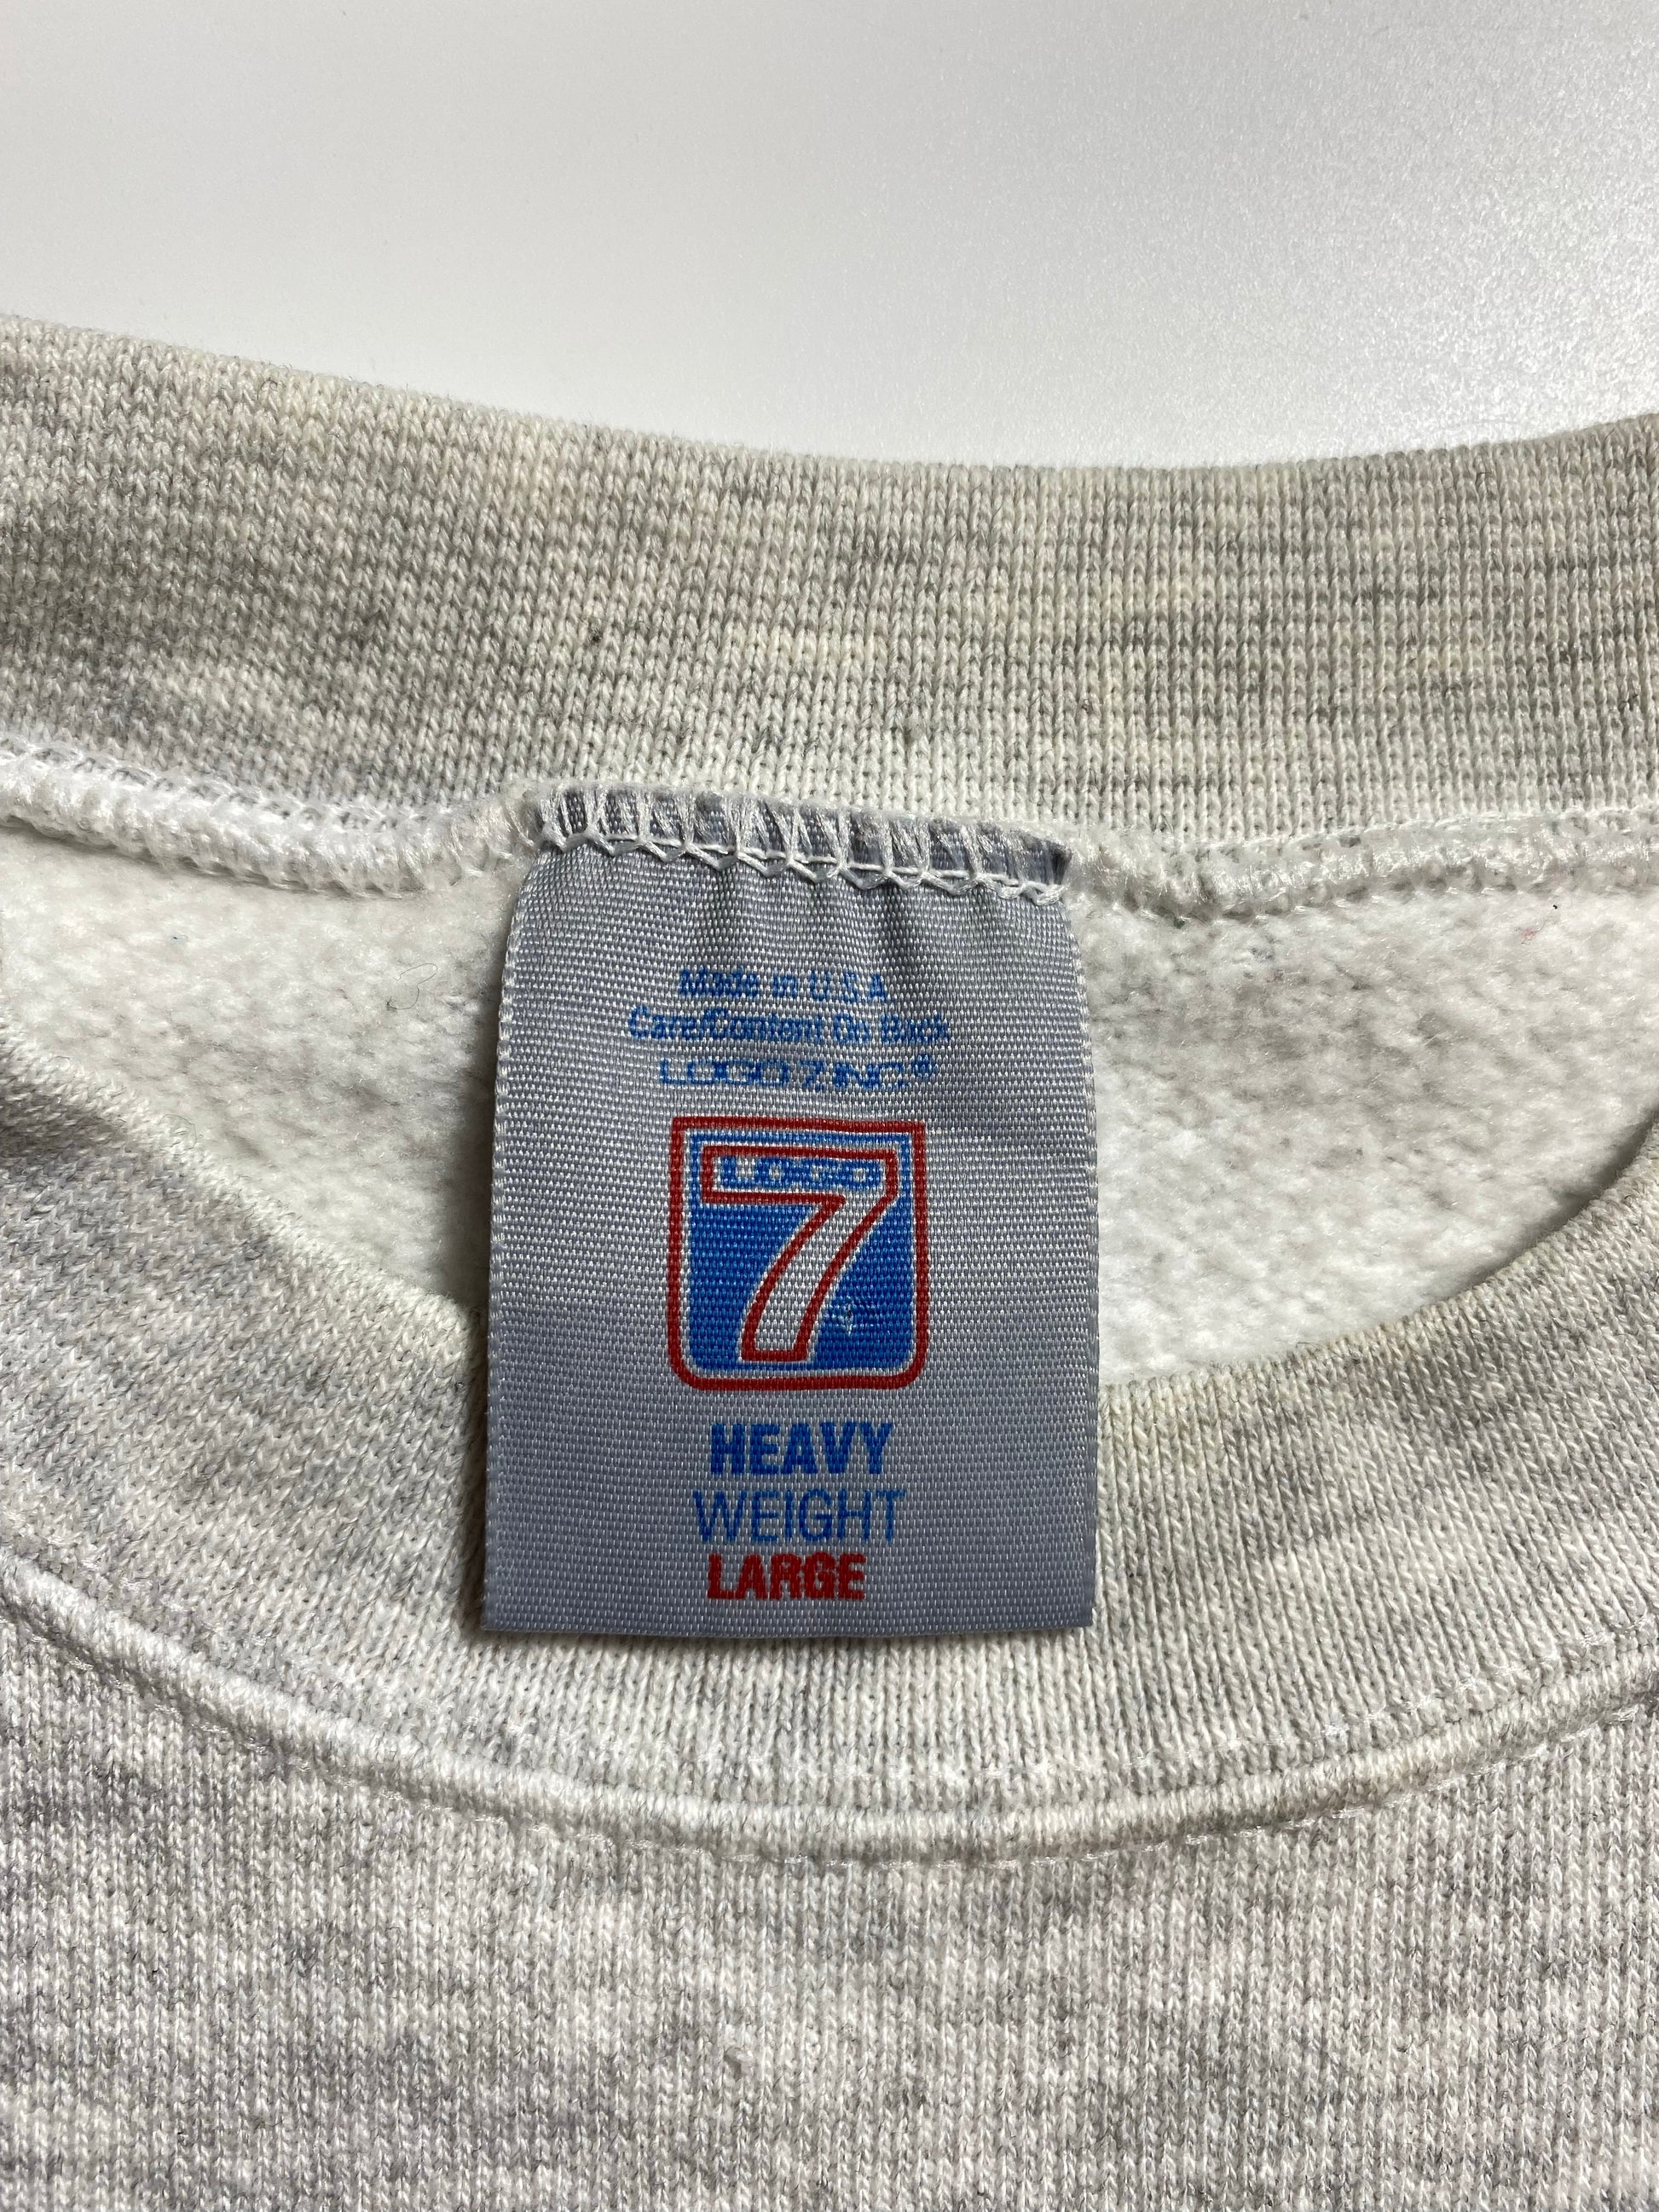 Made in U.S.A
Care/Content On Back
LOGO 7, INC.®
LOGO
7
HEAVY
WEIGHT
LARGE